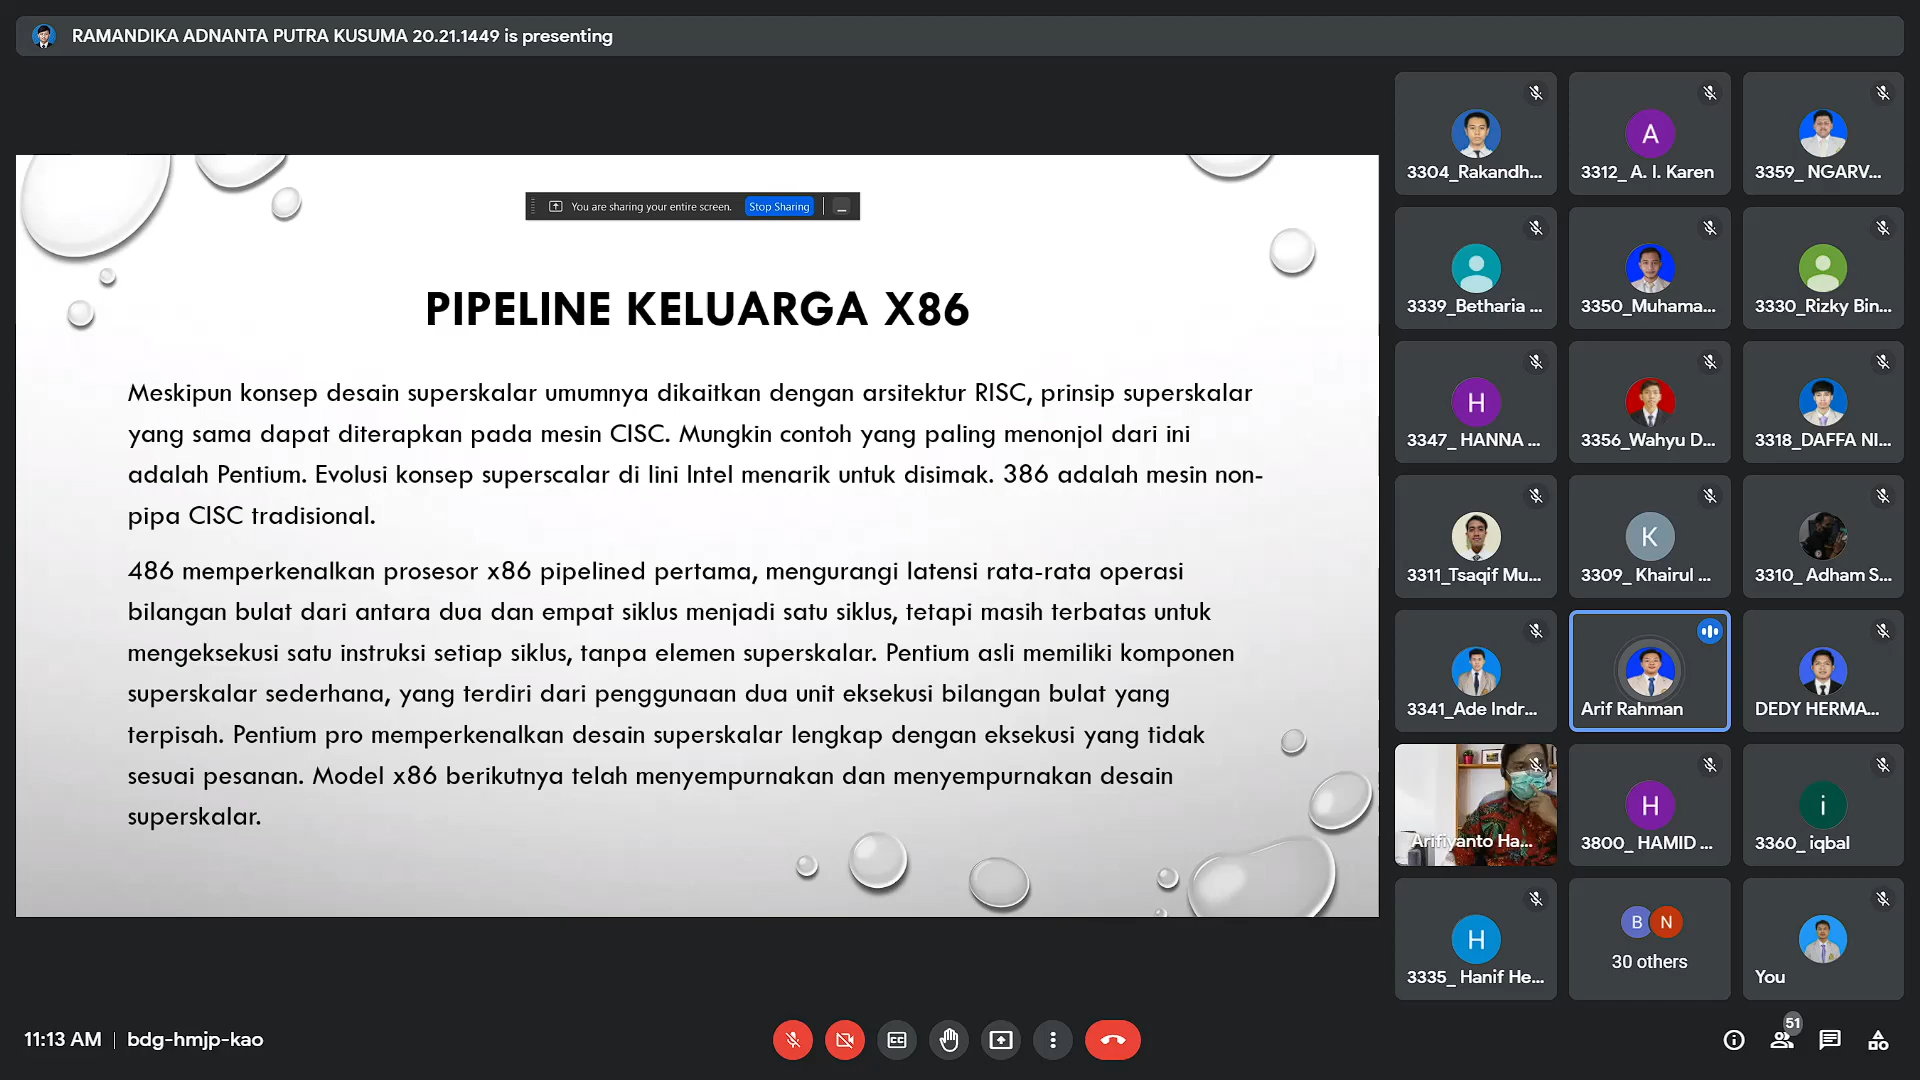 RAMANDIKA ADNANTA PUTRA KUSUMA 20.21.1449 is presenting
You are sharing your entire screen. Stop Sharing
PIPELINE KELUARGA X86
Meskipun konsep desain superskalar umumnya dikaitkan dengan arsitektur RISC, prinsip superskalar
yang sama dapat diterapkan pada mesin CISC. Mungkin contoh yang paling menonjol dari ini
adalah Pentium. Evolusi konsep superscalar di lini Intel menarik untuk disimak. 386 adalah mesin non-
pipa CISC tradisional.
486 memperkenalkan prosesor x86 pipelined pertama, mengurangi latensi rata-rata operasi
bilangan bulat dari antara dua dan empat siklus menjadi satu siklus, tetapi masih terbatas untuk
mengeksekusi satu instruksi setiap siklus, tanpa elemen superskalar. Pentium asli memiliki komponen
superskalar sederhana, yang terdiri dari penggunaan dua unit eksekusi bilangan bulat yang
terpisah. Pentium pro memperkenalkan desain superskalar lengkap dengan eksekusi yang tidak
sesuai pesanan. Model x86 berikutnya telah menyempurnakan dan menyempurnakan desain
superskalar.
3304_Rakandh...
A
3312_ A. I. Karen
3359_ NGARV...
3339_Betharia ...
3350_Muhama...
3330_Rizky Bin...
H
3347_ HANNA ...
3356_Wahyu D...
3318_DAFFA NI...
3311_Tsaqif Mu...
K
3309_ Khairul ...
3310_ Adham S...
3341_Ade Indr...
Arif Rahman
DEDY HERMA...
Arifiyanto Ha...
H
3800_ HAMID ...
i
3360_ iqbal
H
3335_ Hanif He...
B N
30 others
You
11:13 AM | bdg-hmjp-kao
51